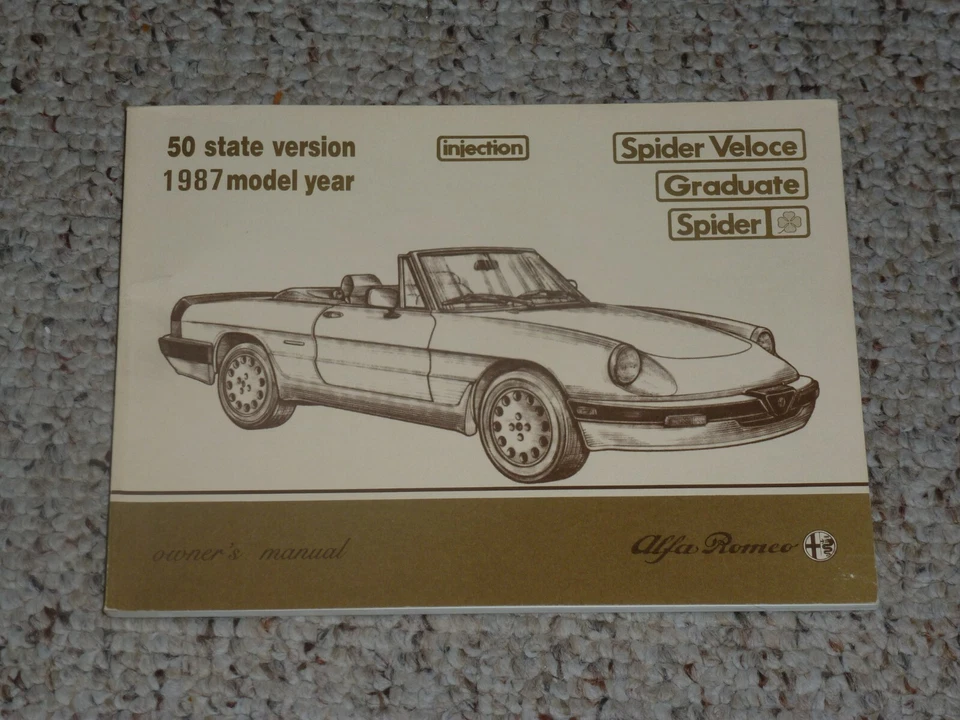 50 state version
1987 model year
injection
Spider Veloce
Graduate
Spider
owner's manual
Alfa Romeo